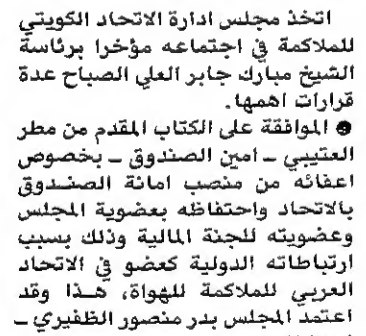 اتخذ مجلس ادارة الاتحاد الكويتي
للملاكمة في اجتماعه مؤخرا برئاسة
الشيخ مبارك جابر العلي الصباح عدة
قرارات اهمها.
● الموافقة على الكتاب المقدم من مطر
العتيبي ـ امين الصندوق ـ بخصوص
اعفائه من منصب امانة الصندوق
بالاتحاد واحتفاظه بعضوية المجلس
وعضويته للجنة المالية وذلك بسبب
ارتباطاته الدولية كعضو في الاتحاد
العربي للملاكمة للهواة، هذا وقد
اعتمد المجلس بدر منصور الظفيري ـ